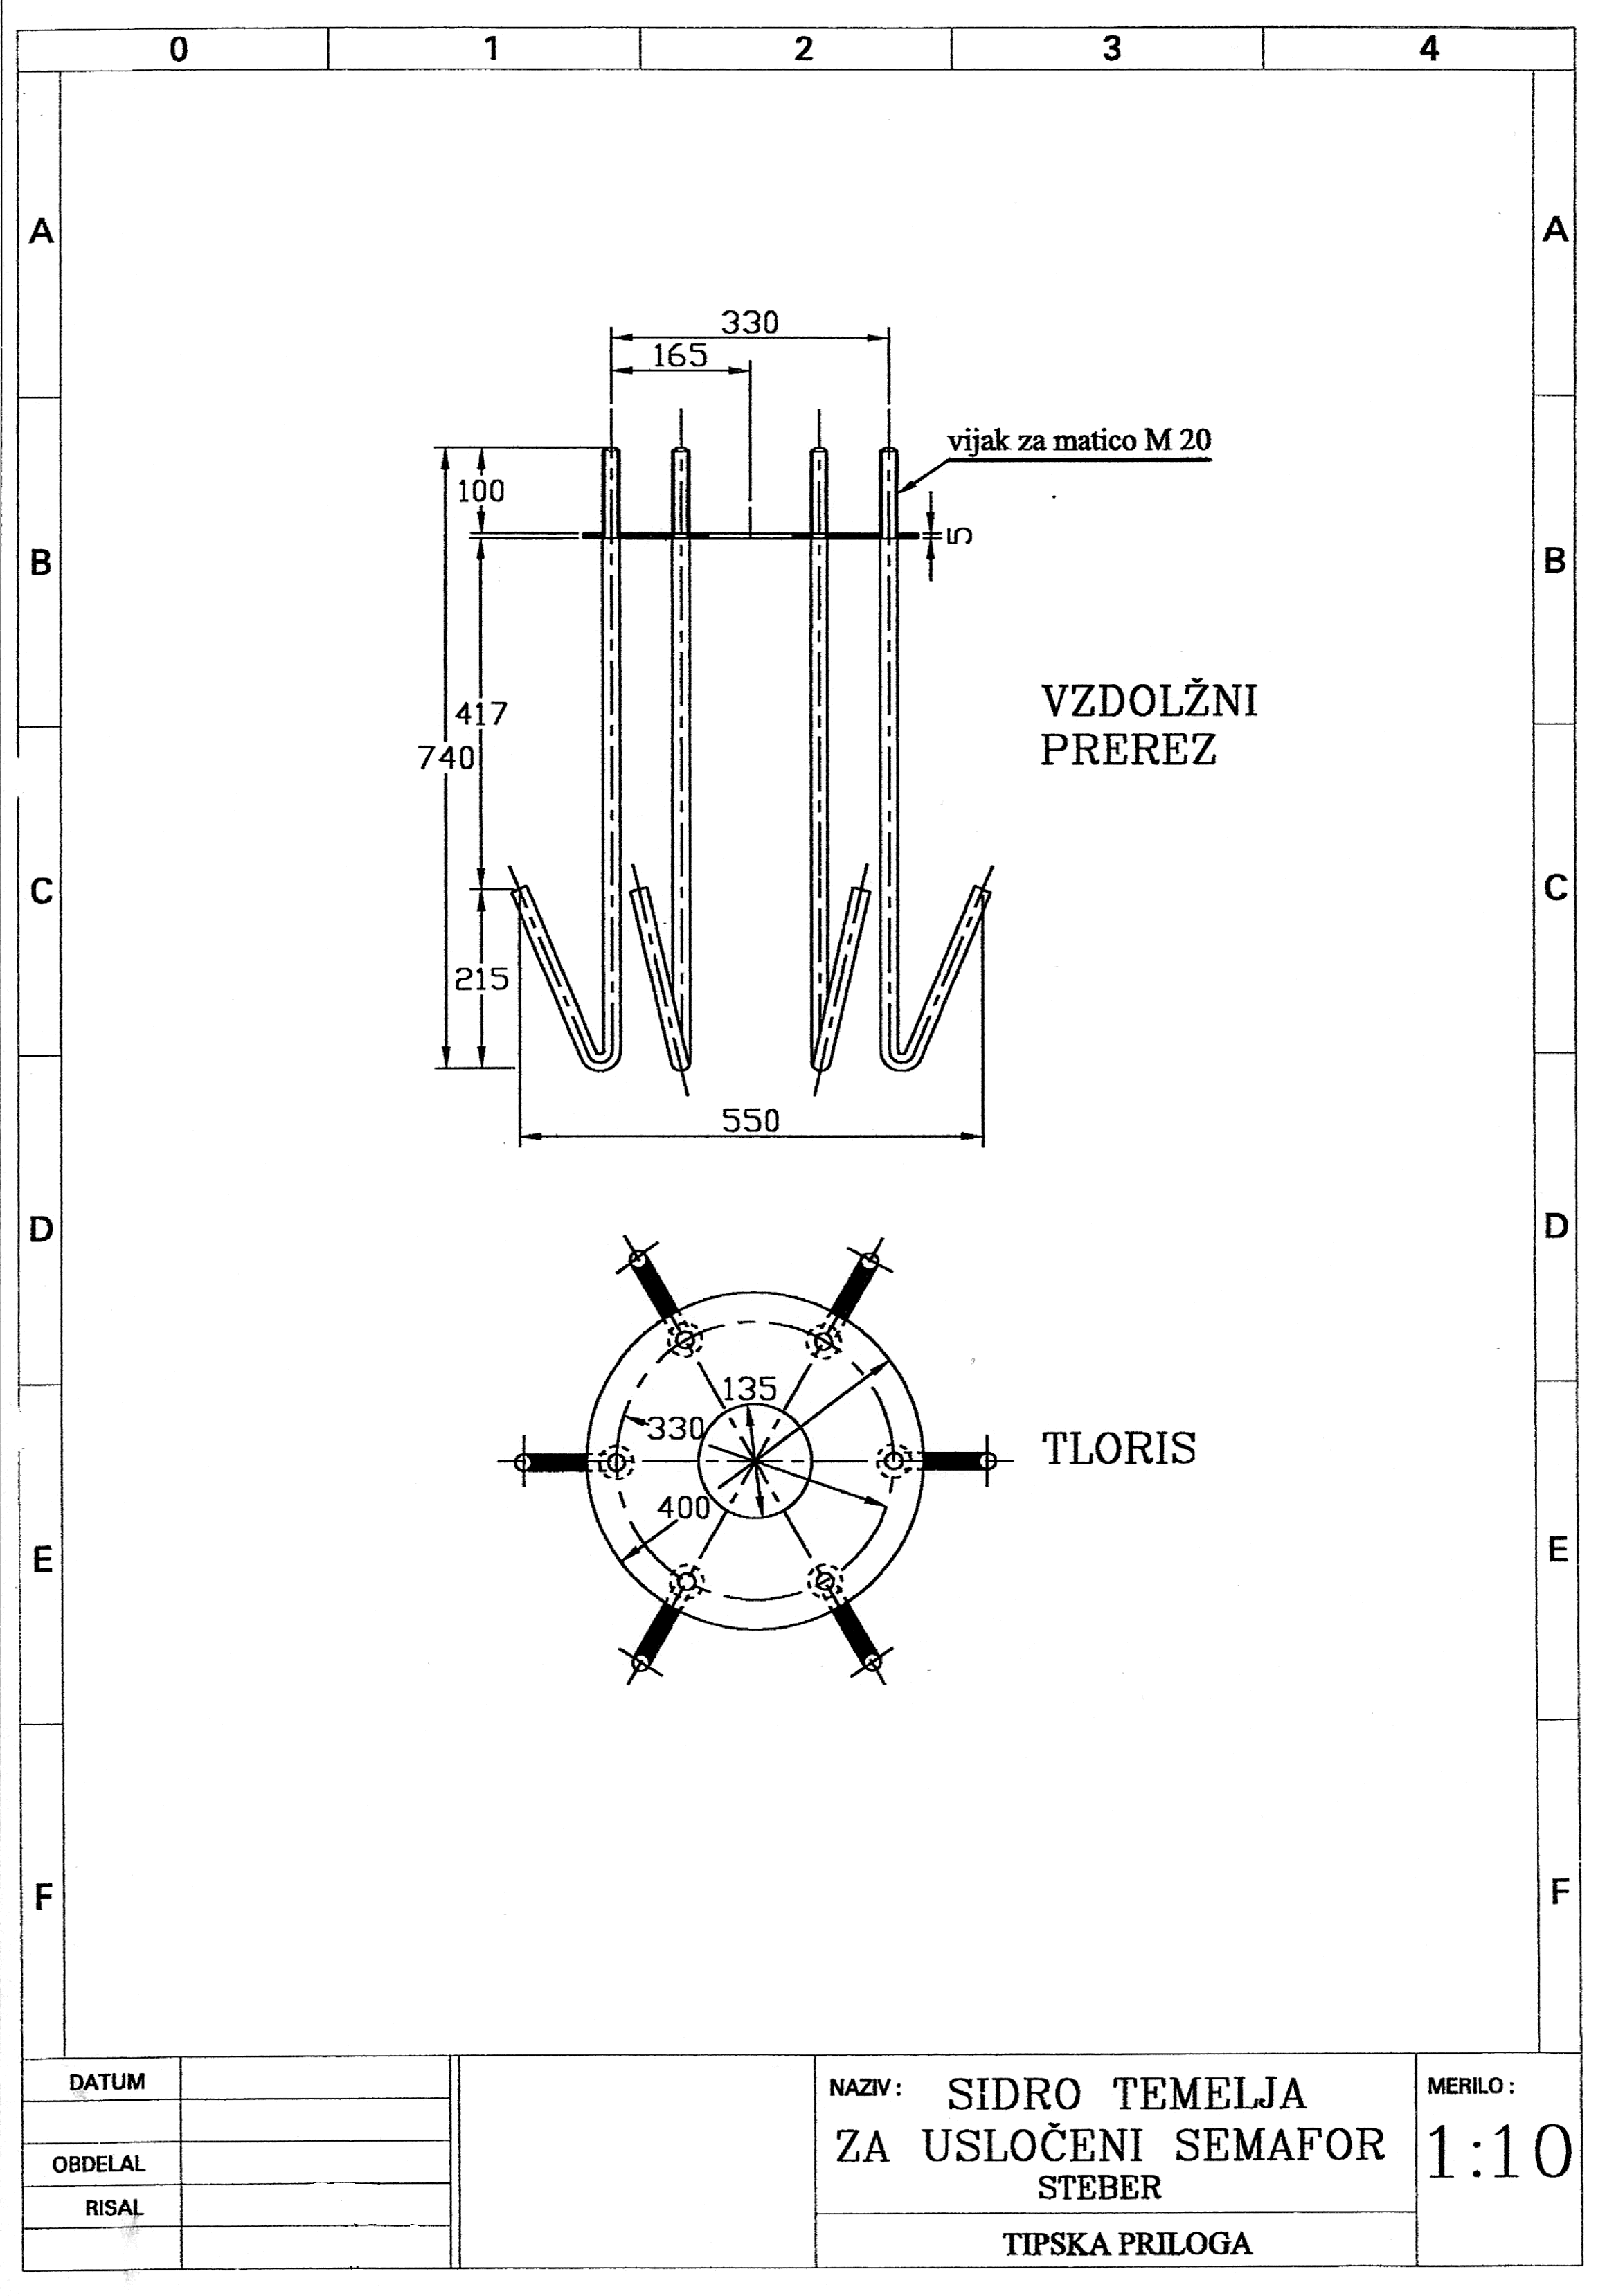 0 1 2 3 4
A A
330
165
vijak za matico M 20
100
5
B B
VZDOLŽNI
PREREZ
417
740
C C
215
550
D D
135
330
TLORIS
400
E E
F F
DATUM
OBDELAL
RISAL
NAZIV: SIDRO TEMELJA
ZA USLOČENI SEMAFOR
STEBER
TIPSKA PRILOGA
MERILO:
1:10